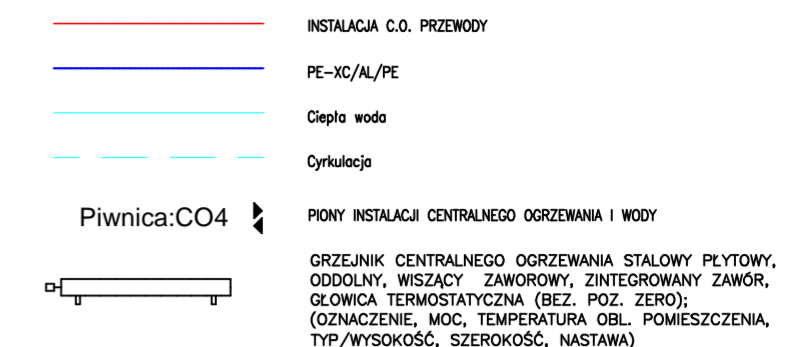 INSTALACJA C.O. PRZEWODY
PE-XC/AL/PE
Ciepła woda
Cyrkulacja
Piwnica:CO4
PIONY INSTALACJI CENTRALNEGO OGRZEWANIA I WODY
GRZEJNIK CENTRALNEGO OGRZEWANIA STALOWY PŁYTOWY,
ODDOLNY, WISZĄCY ZAWOROWY, ZINTEGROWANY ZAWÓR,
GŁOWICA TERMOSTATYCZNA (BEZ. POZ. ZERO);
(OZNACZENIE, MOC, TEMPERATURA OBL. POMIESZCZENIA,
TYP/WYSOKOŚĆ, SZEROKOŚĆ, NASTAWA)